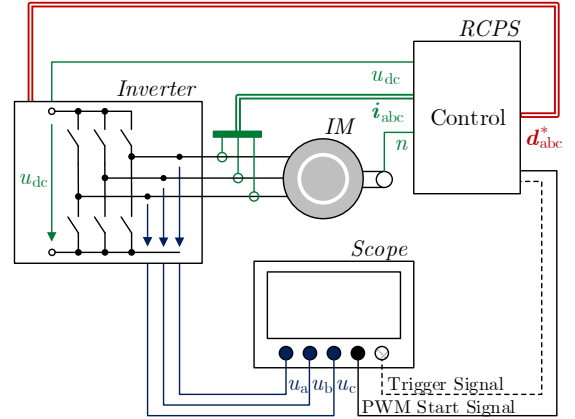 RCPS
Inverter
u_dc
i_abc
IM
Control
d*_abc
n
u_dc
Scope
u_a u_b u_c
Trigger Signal
PWM Start Signal